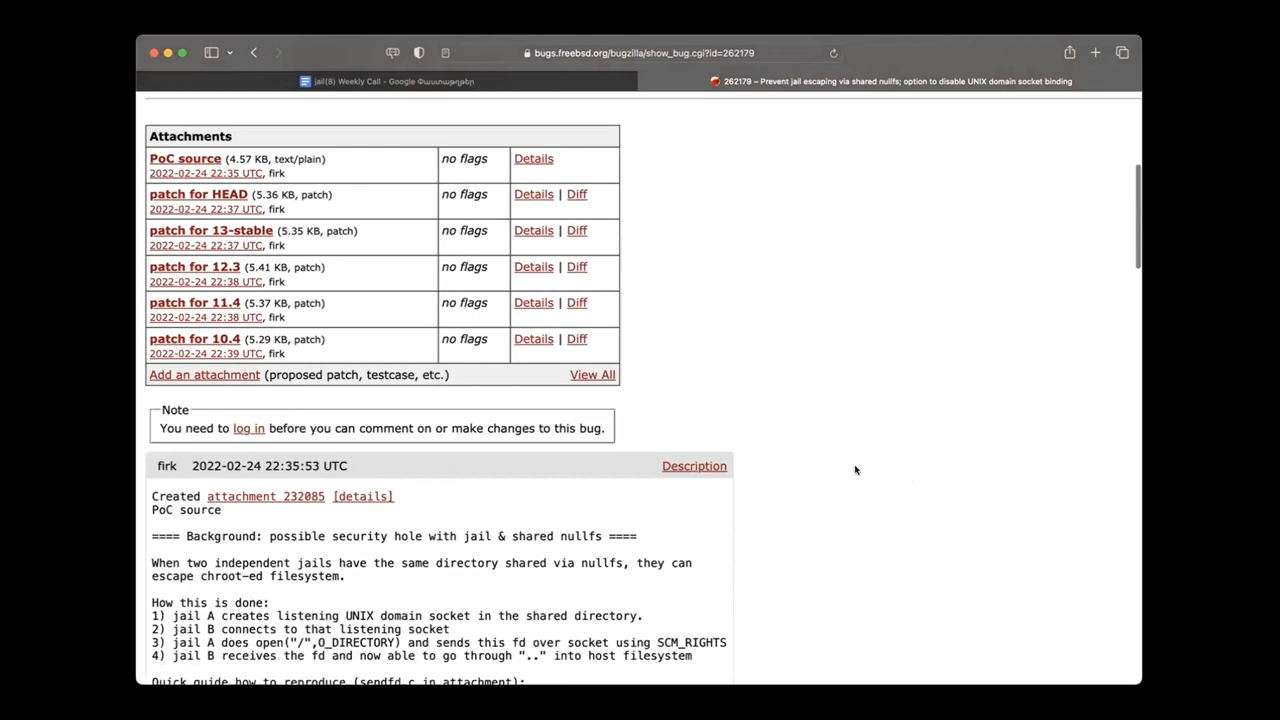 bugs.freebsd.org/bugzilla/show_bug.cgi?id=262179
jail(8) Weekly Call - Google Փաստաթղթեր
262179 – Prevent jail escaping via shared nullfs; option to disable UNIX domain socket binding
Attachments
PoC source (4.57 KB, text/plain) no flags Details
2022-02-24 22:35 UTC, firk
patch for HEAD (5.36 KB, patch) no flags Details | Diff
2022-02-24 22:37 UTC, firk
patch for 13-stable (5.35 KB, patch) no flags Details | Diff
2022-02-24 22:37 UTC, firk
patch for 12.3 (5.41 KB, patch) no flags Details | Diff
2022-02-24 22:38 UTC, firk
patch for 11.4 (5.37 KB, patch) no flags Details | Diff
2022-02-24 22:38 UTC, firk
patch for 10.4 (5.29 KB, patch) no flags Details | Diff
2022-02-24 22:39 UTC, firk
Add an attachment (proposed patch, testcase, etc.) View All
Note
You need to log in before you can comment on or make changes to this bug.
firk 2022-02-24 22:35:53 UTC Description
Created attachment 232085 [details]
PoC source
==== Background: possible security hole with jail & shared nullfs ====
When two independent jails have the same directory shared via nullfs, they can
escape chroot-ed filesystem.
How this is done:
1) jail A creates listening UNIX domain socket in the shared directory.
2) jail B connects to that listening socket
3) jail A does open("/",O_DIRECTORY) and sends this fd over socket using SCM_RIGHTS
4) jail B receives the fd and now able to go through ".." into host filesystem
Quick guide how to reproduce (sendfd.c in attachment):